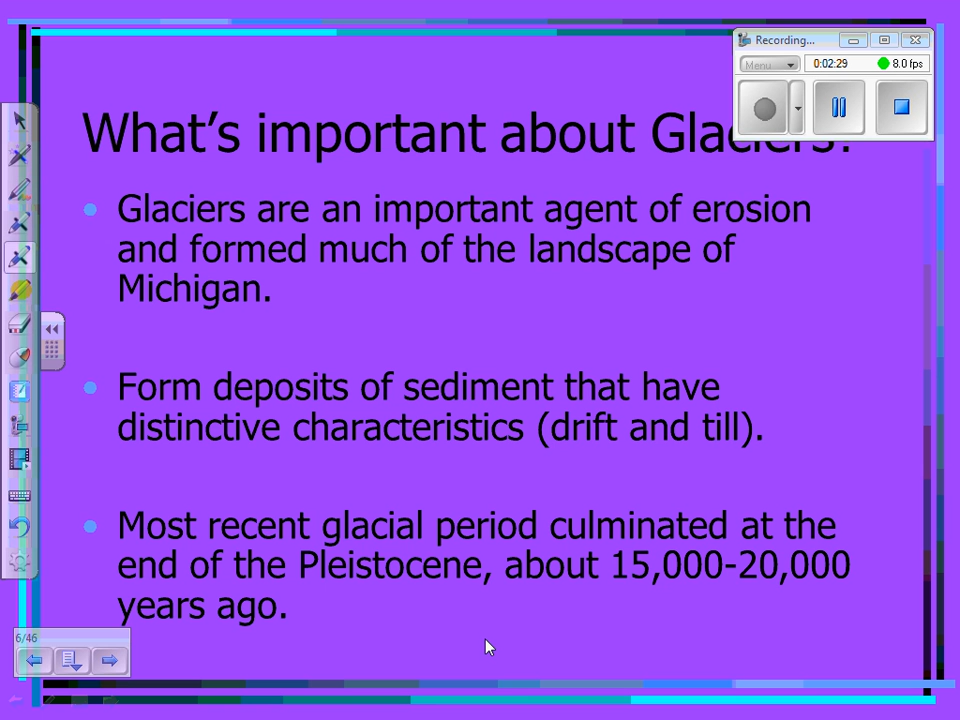 Recording...
Menu
0:02:29
8.0 fps
What's important about Glaciers?
Glaciers are an important agent of erosion
and formed much of the landscape of
Michigan.
Form deposits of sediment that have
distinctive characteristics (drift and till).
Most recent glacial period culminated at the
end of the Pleistocene, about 15,000-20,000
years ago.
6/46